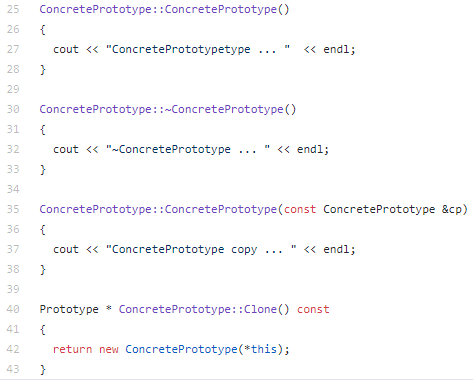 25 ConcretePrototype::ConcretePrototype()
26 {
27   cout << "ConcretePrototypetype ... "  << endl;
28 }
29
30 ConcretePrototype::~ConcretePrototype()
31 {
32   cout << "~ConcretePrototype ... " << endl;
33 }
34
35 ConcretePrototype::ConcretePrototype(const ConcretePrototype &cp)
36 {
37   cout << "ConcretePrototype copy ... " << endl;
38 }
39
40 Prototype * ConcretePrototype::Clone() const
41 {
42   return new ConcretePrototype(*this);
43 }